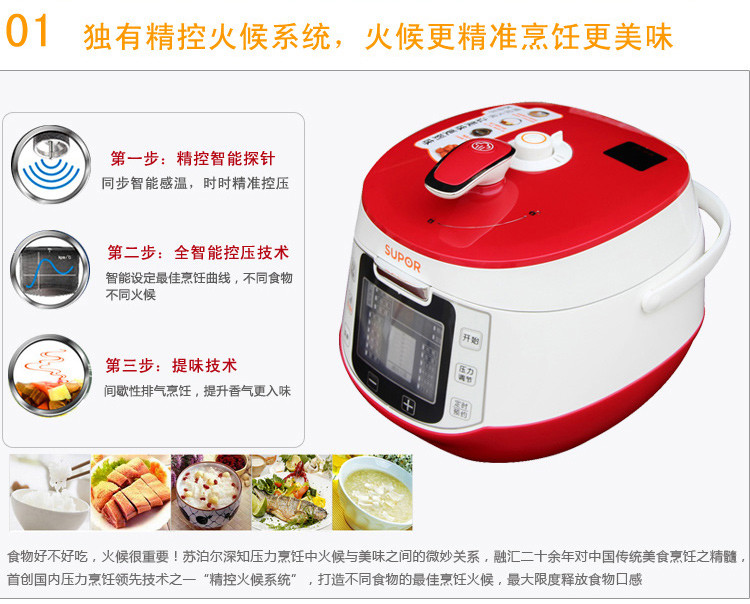 01 独有精控火候系统，火候更精准烹饪更美味
第一步：精控智能探针
同步智能感温，时时精准控压
第二步：全智能控压技术
智能设定最佳烹饪曲线，不同食物
不同火候
第三步：提味技术
间歇性排气烹饪，提升香气更入味
SUPOR
开始
压力
调节
定时
预约
食物好不好吃，火候很重要！苏泊尔深知压力烹饪中火候与美味之间的微妙关系，融汇二十余年对中国传统美食烹饪之精髓，
首创国内压力烹饪领先技术之一“精控火候系统”，打造不同食物的最佳烹饪火候，最大限度释放食物口感